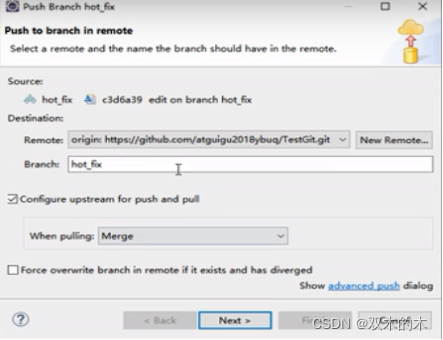 Push Branch hot_fix
Push to branch in remote
Select a remote and the name the branch should have in the remote.
Source:
hot_fix c3d6a39 edit on branch hot_fix
Destination:
Remote: origin: https://github.com/atguigu2018ybuq/TestGit.git New Remote...
Branch: hot_fix
Configure upstream for push and pull
When pulling: Merge
Force overwrite branch in remote if it exists and has diverged
Show advanced push dialog
< Back Next >
CSDN @双木的木